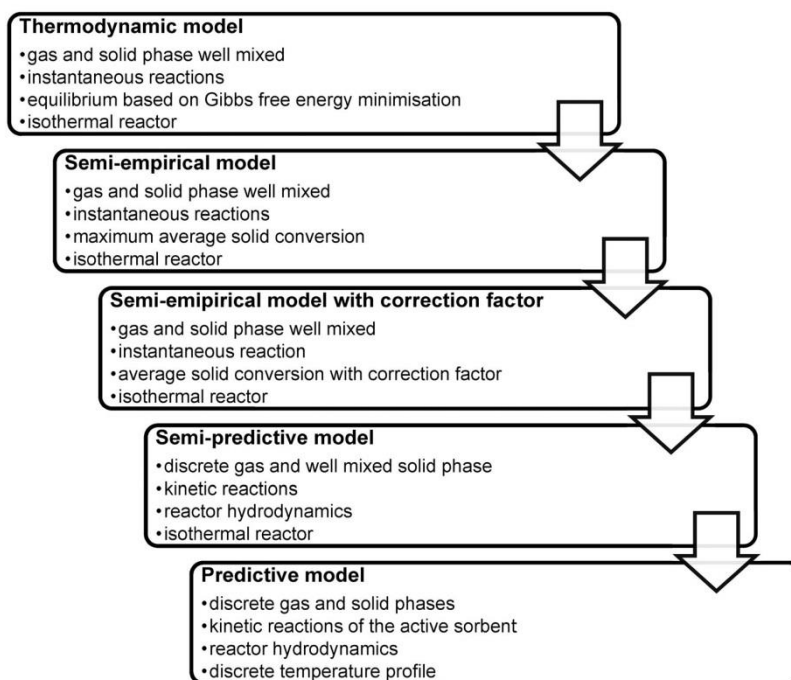 Thermodynamic model
•gas and solid phase well mixed
•instantaneous reactions
•equilibrium based on Gibbs free energy minimisation
•isothermal reactor
Semi-empirical model
•gas and solid phase well mixed
•instantaneous reactions
•maximum average solid conversion
•isothermal reactor
Semi-emipirical model with correction factor
•gas and solid phase well mixed
•instantaneous reaction
•average solid conversion with correction factor
•isothermal reactor
Semi-predictive model
•discrete gas and well mixed solid phase
•kinetic reactions
•reactor hydrodynamics
•isothermal reactor
Predictive model
•discrete gas and solid phases
•kinetic reactions of the active sorbent
•reactor hydrodynamics
•discrete temperature profile